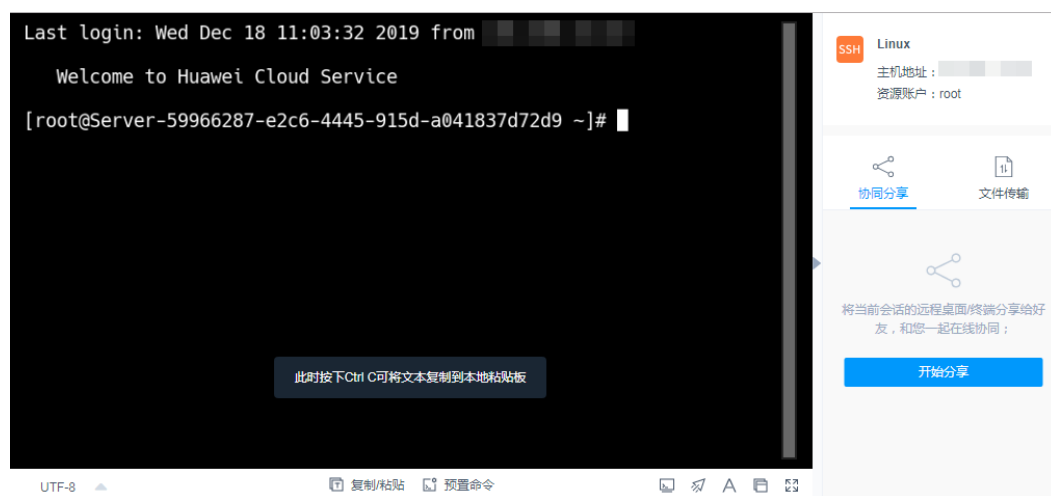 Last login: Wed Dec 18 11:03:32 2019 from
Welcome to Huawei Cloud Service
[root@Server-59966287-e2c6-4445-915d-a041837d72d9 ~]#
此时按下Ctrl C可将文本复制到本地粘贴板
UTF-8
复制/粘贴
预置命令
SSH
Linux
主机地址：
资源账户：root
协同分享
文件传输
将当前会话的远程桌面/终端分享给好
友，和您一起在线协同；
开始分享